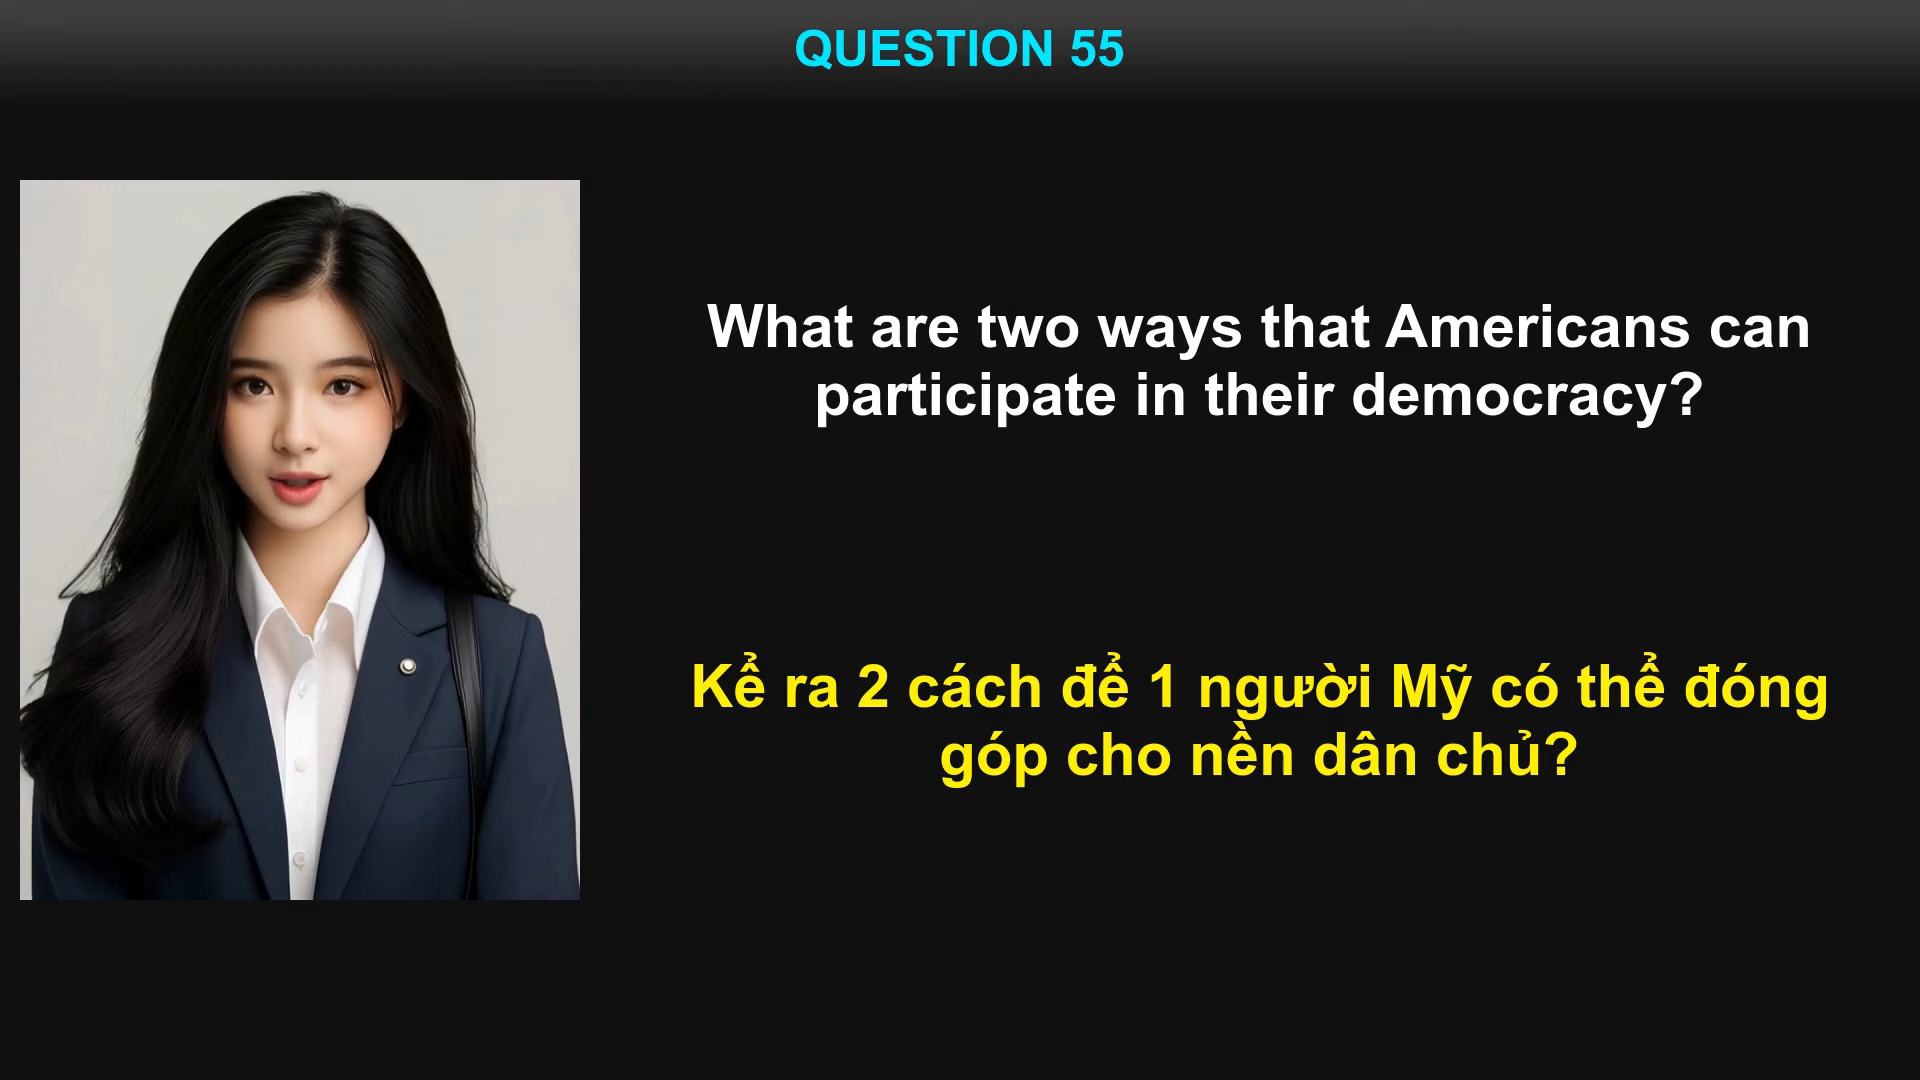 QUESTION 55
What are two ways that Americans can
participate in their democracy?
Kể ra 2 cách để 1 người Mỹ có thể đóng
góp cho nền dân chủ?